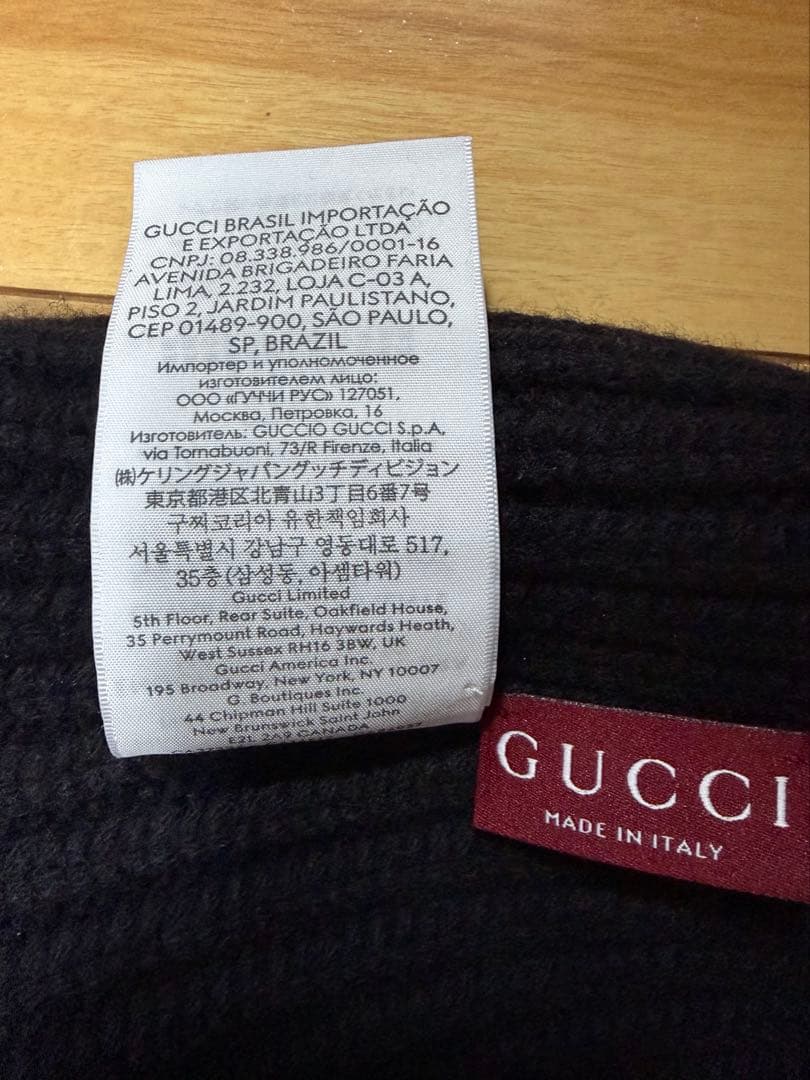 GUCCI BRASIL IMPORTAÇÃO
E EXPORTAÇÃO LTDA
CNPJ: 08.338.986/0001-16
AVENIDA BRIGADEIRO FARIA
LIMA, 2.232, LOJA C-03 A,
PISO 2, JARDIM PAULISTANO,
CEP 01489-900, SÃO PAULO,
SP, BRAZIL
Импортер и уполномоченное
изготовителем лицо:
ООО «ГУЧЧИ РУС» 127051,
Москва, Петровка, 16
Изготовитель: GUCCIO GUCCI S.p.A,
via Tornabuoni, 73/R Firenze, Italia
㈱ケリングジャパングッチディビジョン
東京都港区北青山3丁目6番7号
구찌코리아 유한책임회사
서울특별시 강남구 영동대로 517,
35층(삼성동, 아셈타워)
Gucci Limited
5th Floor, Rear Suite, Oakfield House,
35 Perrymount Road, Haywards Heath,
West Sussex RH16 3BW, UK
Gucci America Inc.
195 Broadway, New York, NY 10007
G. Boutiques Inc.
44 Chipman Hill Suite 1000
New Brunswick Saint John
E2L 2A9 CANADA
GUCCI
MADE IN ITALY